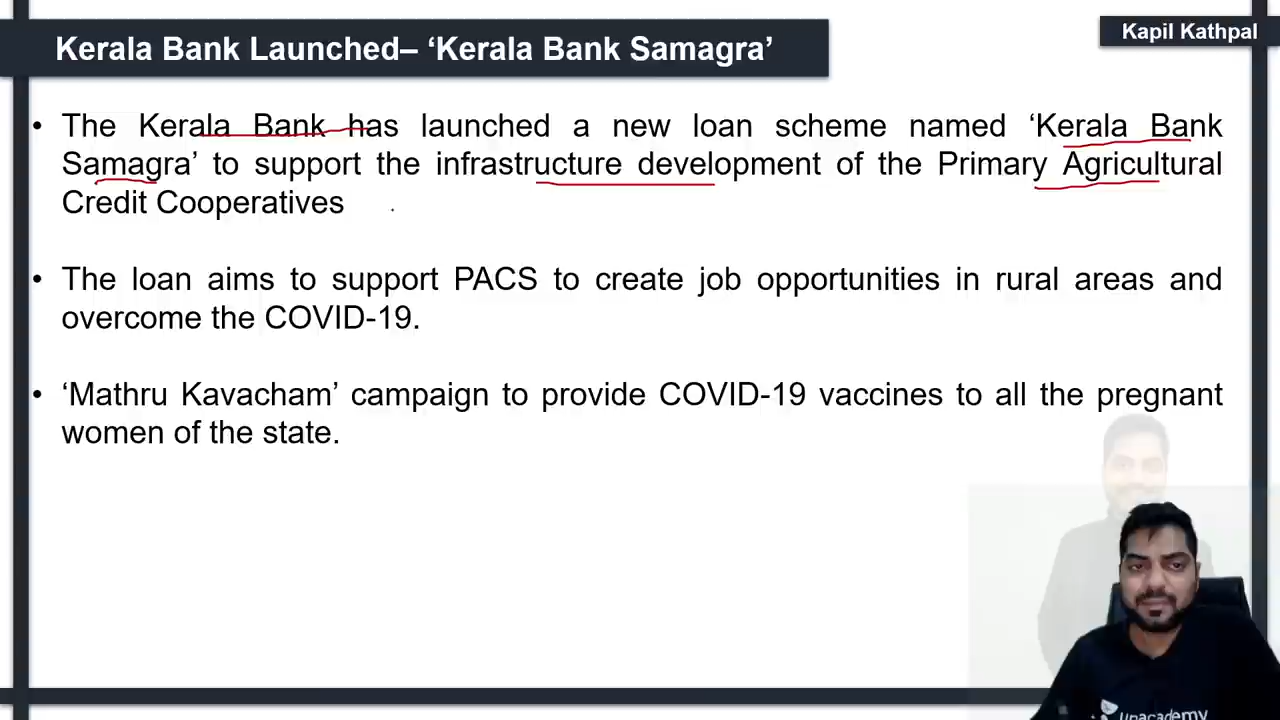 Kerala Bank Launched– ‘Kerala Bank Samagra’
Kapil Kathpal
• The Kerala Bank has launched a new loan scheme named ‘Kerala Bank
Samagra’ to support the infrastructure development of the Primary Agricultural
Credit Cooperatives
• The loan aims to support PACS to create job opportunities in rural areas and
overcome the COVID-19.
• ‘Mathru Kavacham’ campaign to provide COVID-19 vaccines to all the pregnant
women of the state.
unacademy